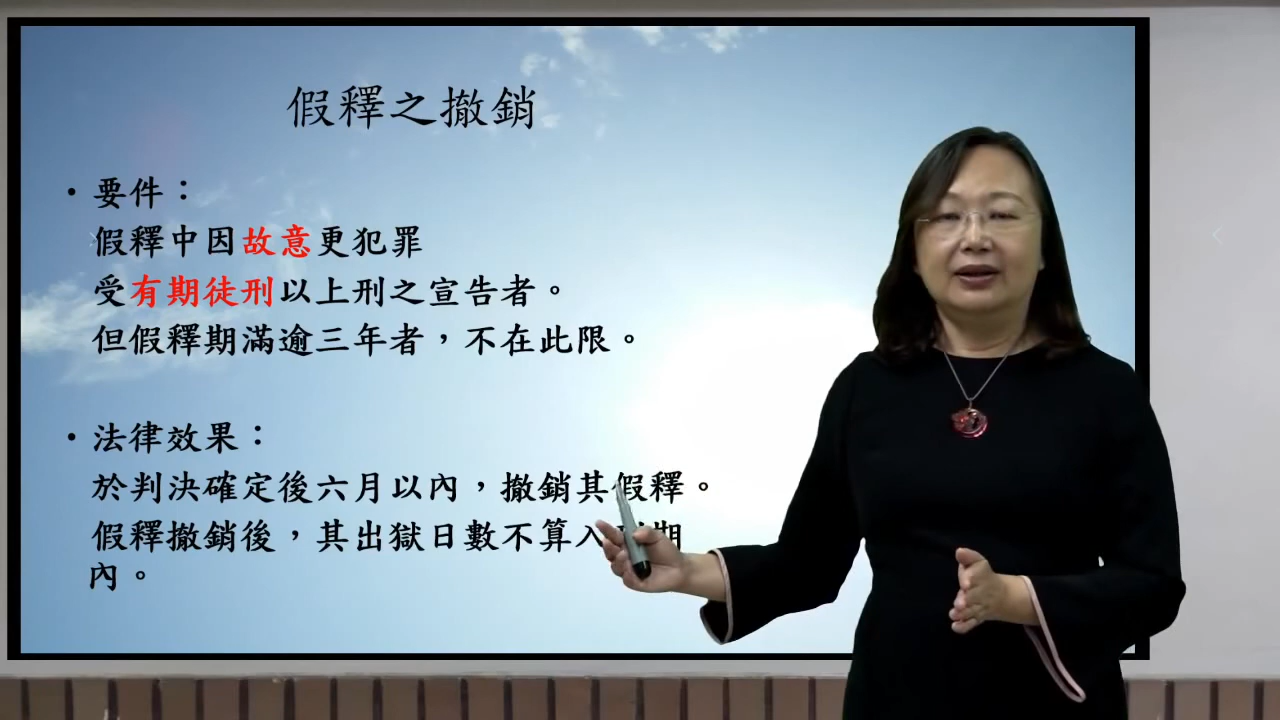 假釋之撤銷
•要件：
假釋中因故意更犯罪
受有期徒刑以上刑之宣告者。
但假釋期滿逾三年者，不在此限。
•法律效果：
於判決確定後六月以內，撤銷其假釋。
假釋撤銷後，其出獄日數不算入期
內。